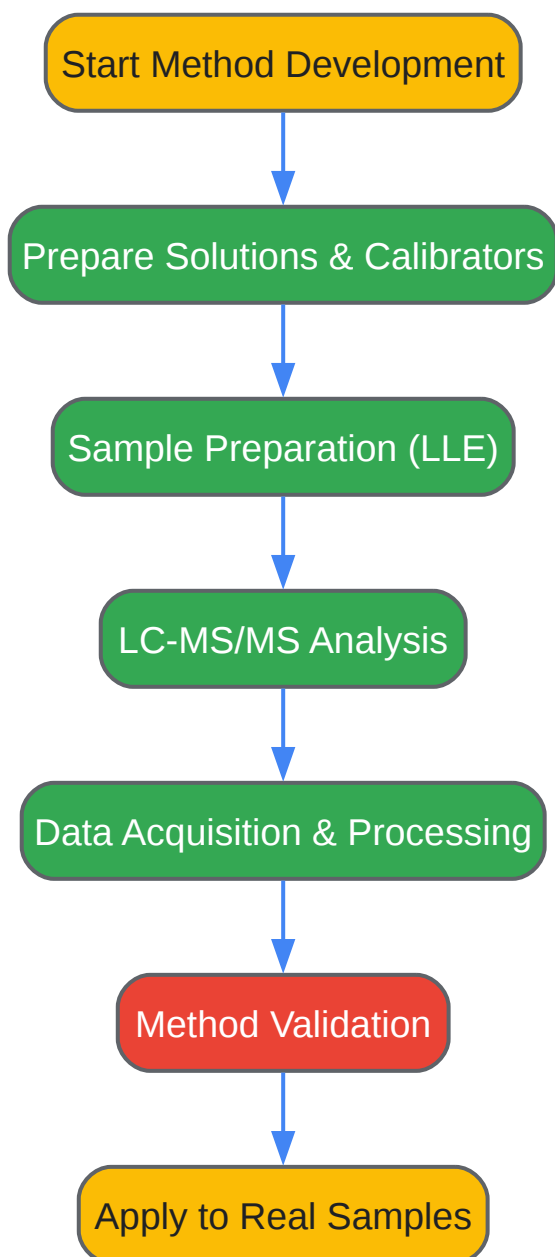 Start Method Development
Prepare Solutions & Calibrators
Sample Preparation (LLE)
LC-MS/MS Analysis
Data Acquisition & Processing
Method Validation
Apply to Real Samples